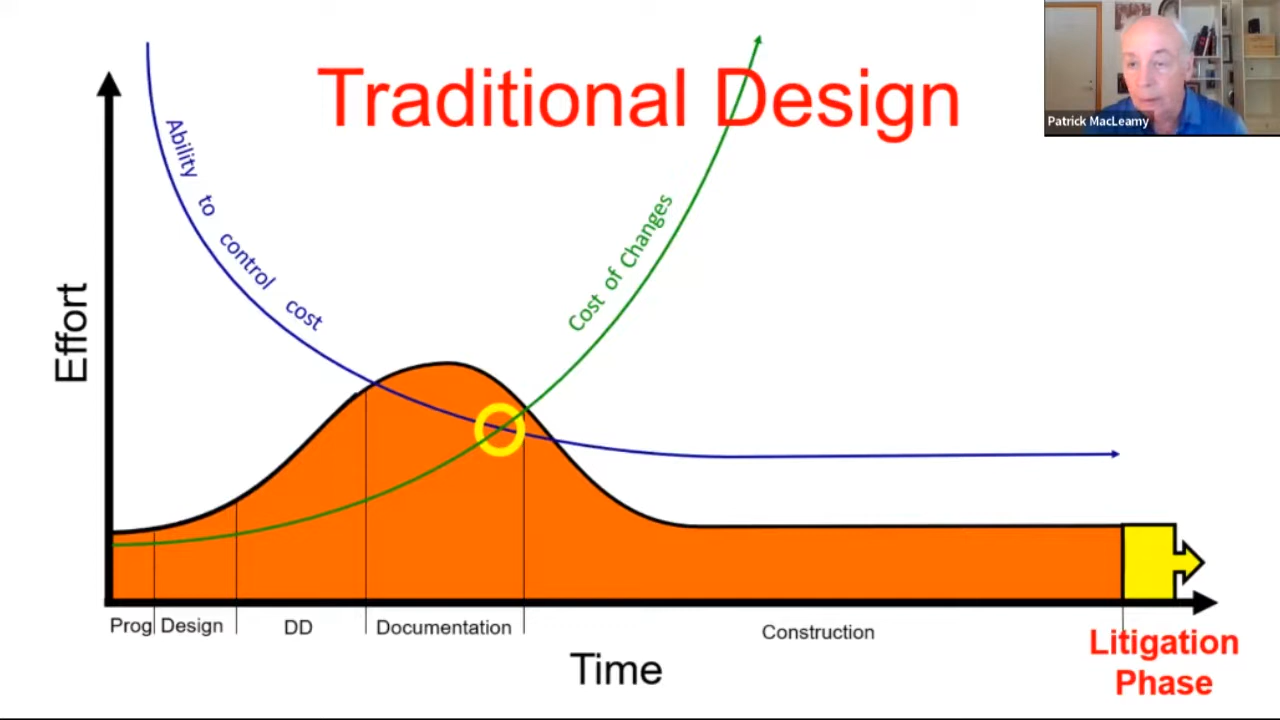 Traditional Design
Patrick MacLeamy
Ability to control cost
Cost of Changes
Effort
Prog
Design
DD
Documentation
Construction
Time
Litigation
Phase